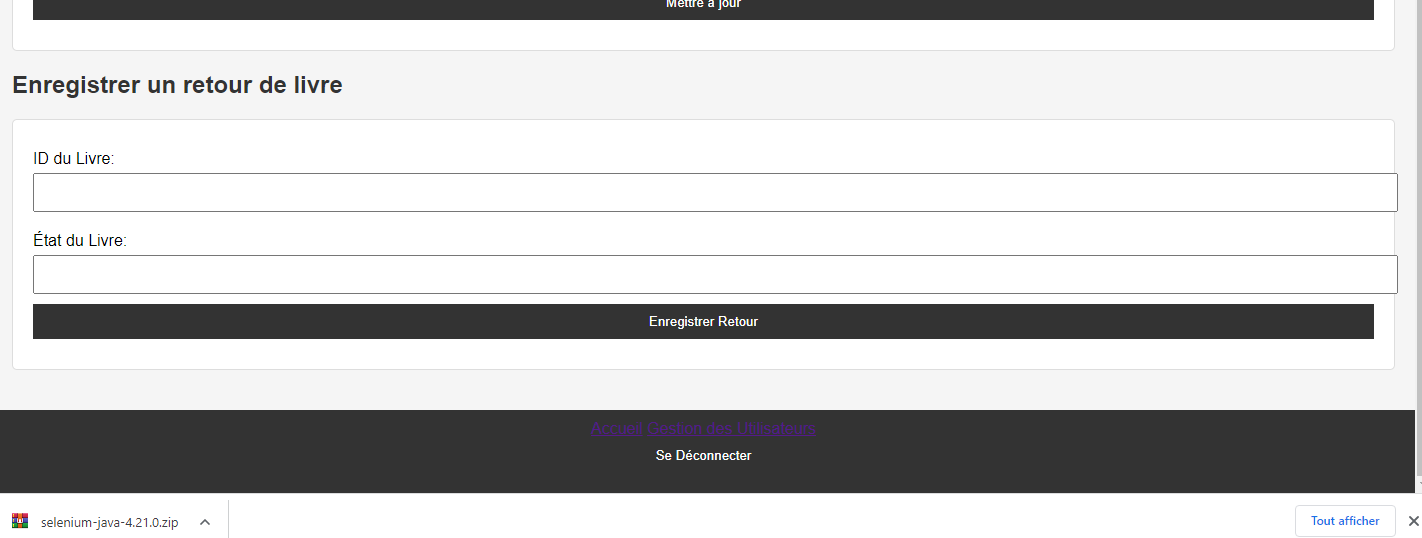 Mettre à jour
Enregistrer un retour de livre
ID du Livre:
État du Livre:
Enregistrer Retour
Accueil Gestion des Utilisateurs
Se Déconnecter
selenium-java-4.21.0.zip
Tout afficher